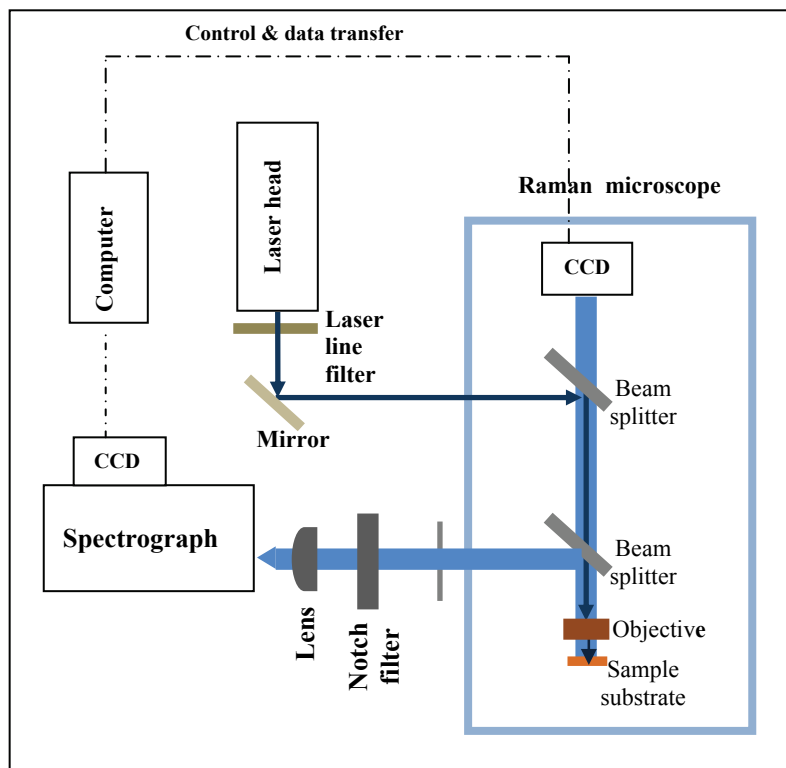 Control & data transfer
Computer
Laser head
Raman microscope
CCD
Laser
line
filter
Mirror
Beam
splitter
CCD
Spectrograph
Lens
Notch
filter
Beam
splitter
Objective
Sample
substrate